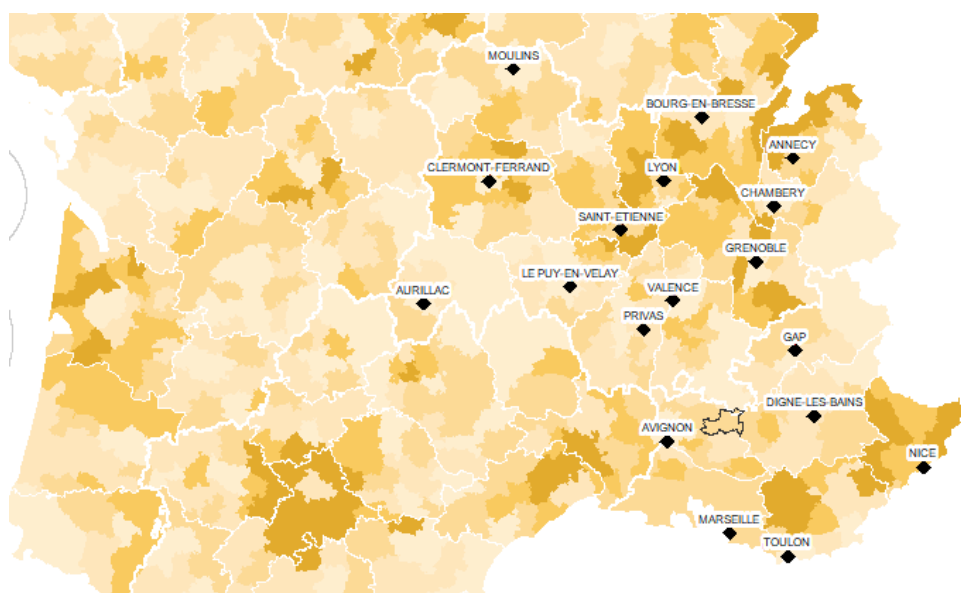 MOULINS
BOURG-EN-BRESSE
ANNECY
CLERMONT-FERRAND
LYON
CHAMBERY
SAINT-ETIENNE
GRENOBLE
LE PUY-EN-VELAY
VALENCE
AURILLAC
PRIVAS
GAP
DIGNE-LES-BAINS
AVIGNON
NICE
MARSEILLE
TOULON